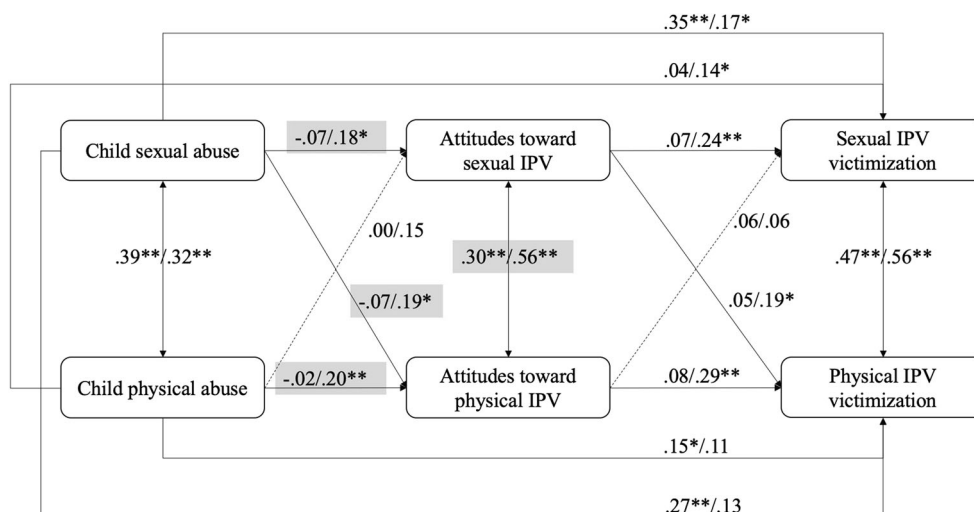 .35**/.17*
.04/.14*
Child sexual abuse
-.07/.18*
Attitudes toward
sexual IPV
.07/.24**
Sexual IPV
victimization
.00/.15
.06/.06
.39**/.32**
.30**/.56**
.47**/.56**
-.07/.19*
.05/.19*
Child physical abuse
-.02/.20**
Attitudes toward
physical IPV
.08/.29**
Physical IPV
victimization
.15*/.11
.27**/.13